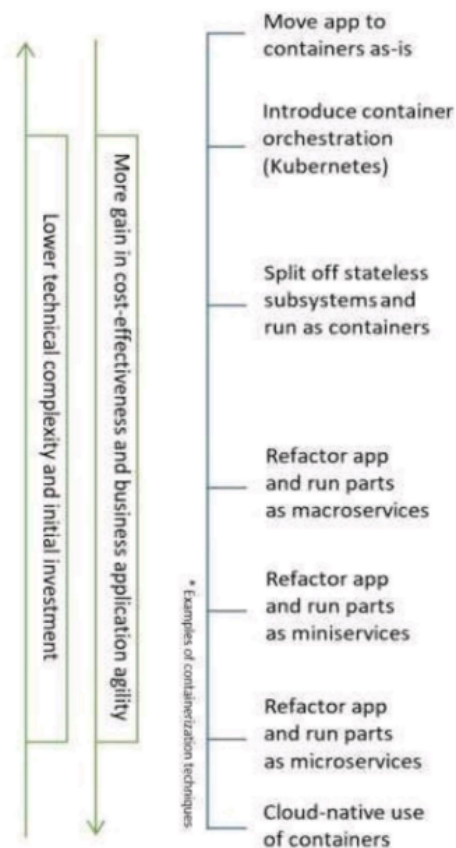 Move app to
containers as-is
Introduce container
orchestration
(Kubernetes)
Split off stateless
subsystems and
run as containers
Refactor app
and run parts
as macroservices
Refactor app
and run parts
as miniservices
Refactor app
and run parts
as microservices
Cloud-native use
of containers
Lower technical complexity and initial investment
More gain in cost-effectiveness and business application agility
* Examples of containerization techniques